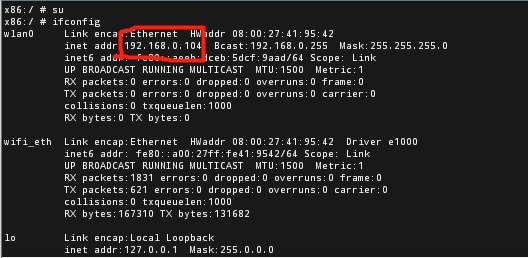 x86:/ # su
x86:/ # ifconfig
wlan0 Link encap:Ethernet HWaddr 08:00:27:41:95:42
inet addr:192.168.0.104 Bcast:192.168.0.255 Mask:255.255.255.0
inet6 addr: Scope: Link
UP BROADCAST RUNNING MULTICAST MTU:1500 Metric:1
RX packets:0 errors:0 dropped:0 overruns:0 frame:0
TX packets:0 errors:0 dropped:0 overruns:0 carrier:0
collisions:0 txqueuelen:1000
RX bytes:0 TX bytes:0
wifi_eth Link encap:Ethernet HWaddr 08:00:27:41:95:42 Driver e1000
inet6 addr: fe80::a00:27ff:fe41:9542/64 Scope: Link
UP BROADCAST RUNNING MULTICAST MTU:1500 Metric:1
RX packets:1831 errors:0 dropped:0 overruns:0 frame:0
TX packets:621 errors:0 dropped:0 overruns:0 carrier:0
collisions:0 txqueuelen:1000
RX bytes:167310 TX bytes:131682
lo Link encap:Local Loopback
inet addr:127.0.0.1 Mask:255.0.0.0